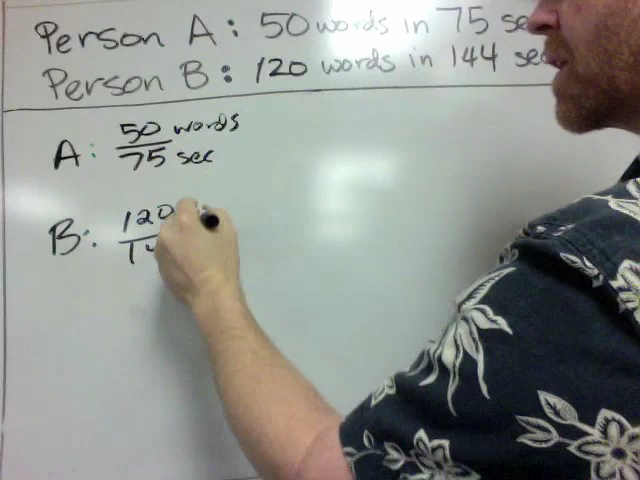 Person A: 50 words in 75 sec
Person B: 120 words in 144 sec
A: 50 words
75 sec
B: 120